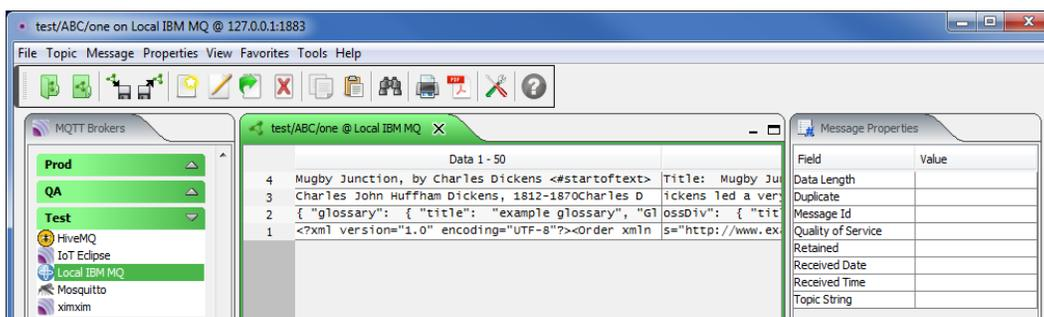 test/ABC/one on Local IBM MQ @ 127.0.0.1:1883
File Topic Message Properties View Favorites Tools Help
PDF
MQTT Brokers
Prod
QA
Test
HiveMQ
IoT Eclipse
Local IBM MQ
Mosquitto
ximxim
test/ABC/one @ Local IBM MQ X
Data 1 - 50
4 Mugby Junction, by Charles Dickens <#startoftext> Title: Mugby Jun
3 Charles John Huffham Dickens, 1812-1870Charles D ickens led a very
2 { "glossary": { "title": "example glossary", "Gl ossDiv": { "tit
1 <?xml version="1.0" encoding="UTF-8"?><Order xmln s="http://www.exa
Message Properties
Field Value
Data Length
Duplicate
Message Id
Quality of Service
Retained
Received Date
Received Time
Topic String